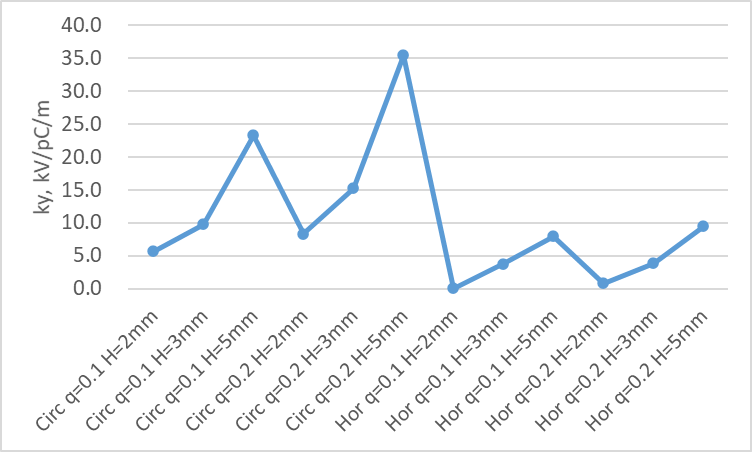 40.0
35.0
30.0
25.0
20.0
15.0
10.0
5.0
0.0
ky, kV/pC/m
Circ q=0.1 H=2mm
Circ q=0.1 H=3mm
Circ q=0.1 H=5mm
Circ q=0.2 H=2mm
Circ q=0.2 H=3mm
Circ q=0.2 H=5mm
Hor q=0.1 H=2mm
Hor q=0.1 H=3mm
Hor q=0.1 H=5mm
Hor q=0.2 H=2mm
Hor q=0.2 H=3mm
Hor q=0.2 H=5mm